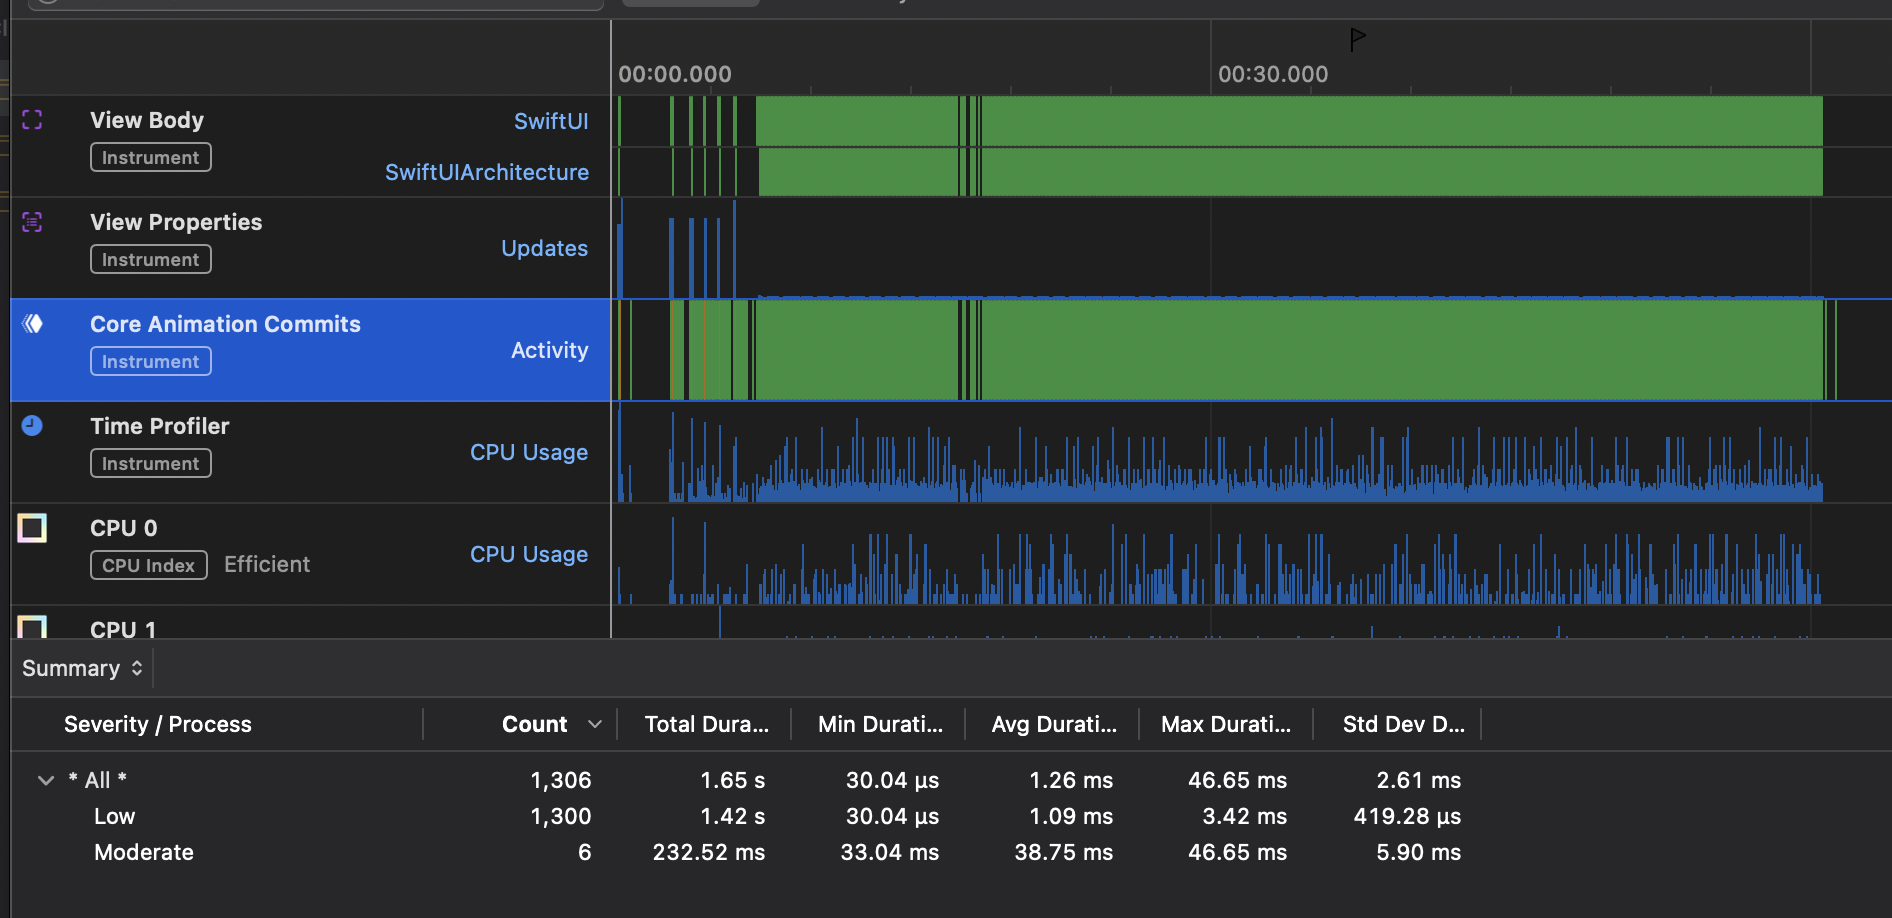 00:00.000
00:30.000
View Body
SwiftUI
Instrument
SwiftUIArchitecture
View Properties
Instrument
Updates
Core Animation Commits
Instrument
Activity
Time Profiler
Instrument
CPU Usage
CPU 0
CPU Index Efficient
CPU Usage
CPU 1
Summary
Severity / Process Count Total Dura... Min Durati... Avg Durati... Max Durati... Std Dev D...
* All * 1,306 1.65 s 30.04 µs 1.26 ms 46.65 ms 2.61 ms
Low 1,300 1.42 s 30.04 µs 1.09 ms 3.42 ms 419.28 µs
Moderate 6 232.52 ms 33.04 ms 38.75 ms 46.65 ms 5.90 ms